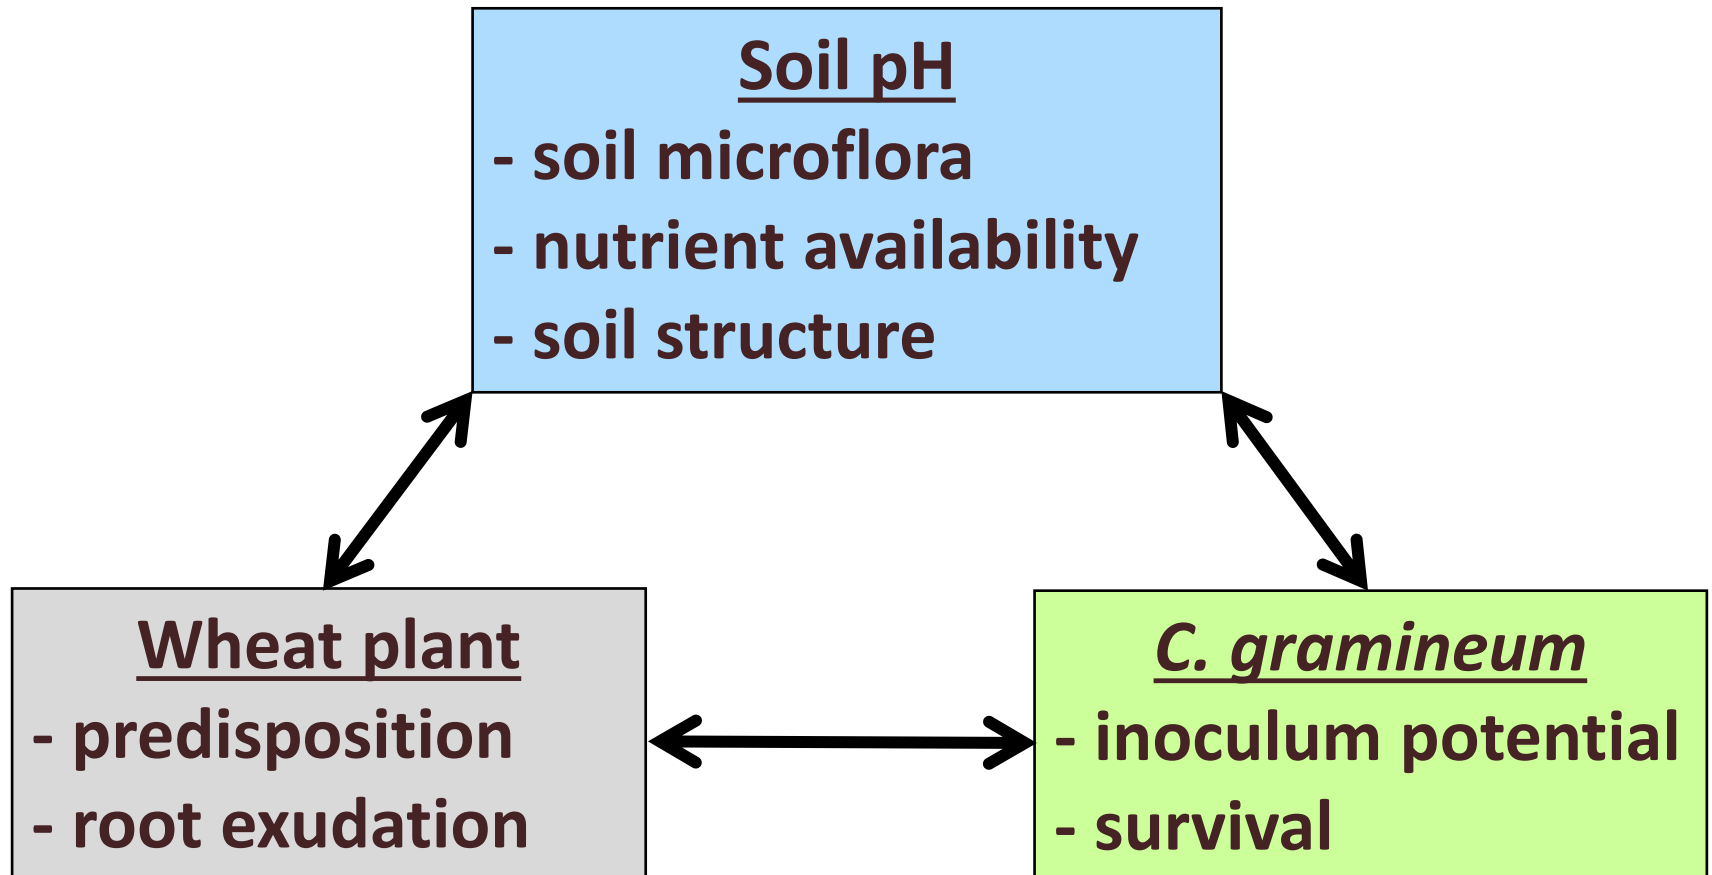 Soil pH
- soil microflora
- nutrient availability
- soil structure
Wheat plant
- predisposition
- root exudation
C. gramineum
- inoculum potential
- survival